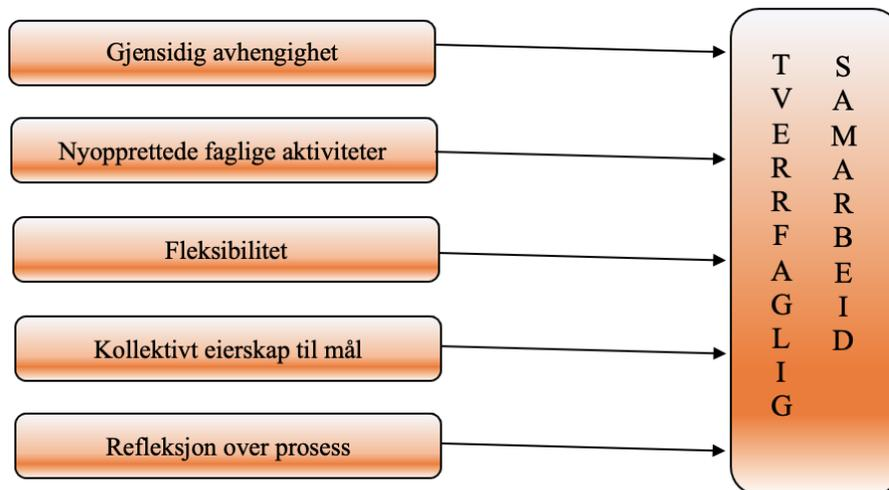 Gjensidig avhengighet
Nyopprettede faglige aktiviteter
Fleksibilitet
Kollektivt eierskap til mål
Refleksjon over prosess
TVERRFAGLIG
SAMARBEID